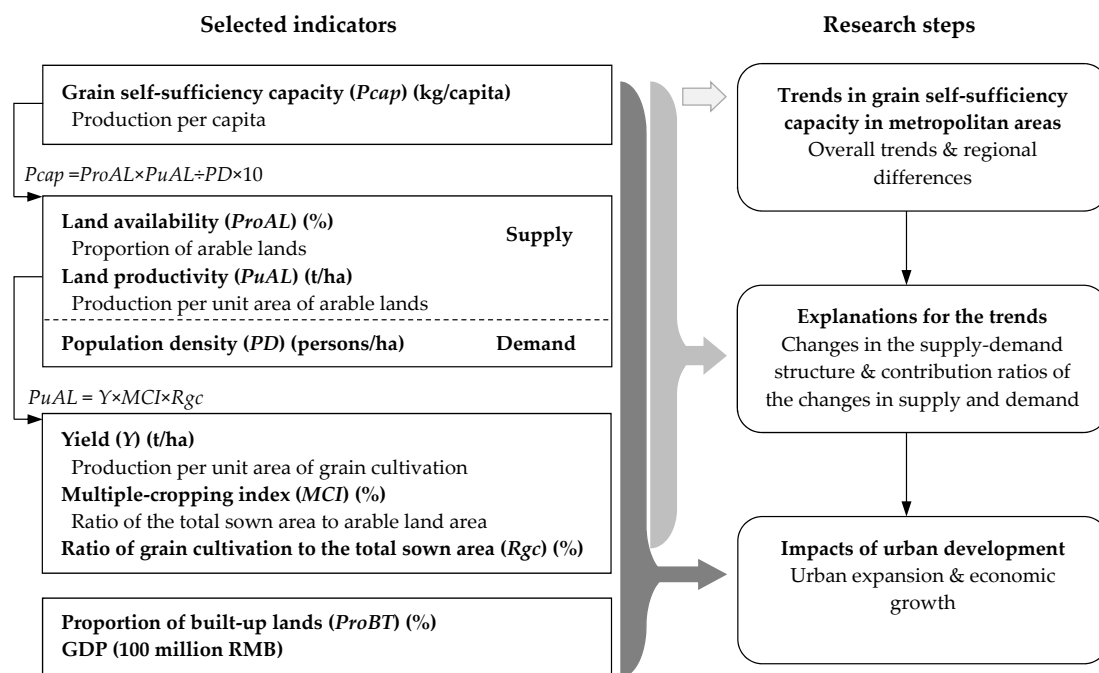 Selected indicators
Grain self-sufficiency capacity (Pcap) (kg/capita)
Production per capita
Pcap =ProAL×PuAL÷PD×10
Land availability (ProAL) (%)
Proportion of arable lands
Supply
Land productivity (PuAL) (t/ha)
Production per unit area of arable lands
Population density (PD) (persons/ha)
Demand
PuAL = Y×MCI×Rgc
Yield (Y) (t/ha)
Production per unit area of grain cultivation
Multiple-cropping index (MCI) (%)
Ratio of the total sown area to arable land area
Ratio of grain cultivation to the total sown area (Rgc) (%)
Proportion of built-up lands (ProBT) (%)
GDP (100 million RMB)
Research steps
Trends in grain self-sufficiency
capacity in metropolitan areas
Overall trends & regional
differences
Explanations for the trends
Changes in the supply-demand
structure & contribution ratios of
the changes in supply and demand
Impacts of urban development
Urban expansion & economic
growth